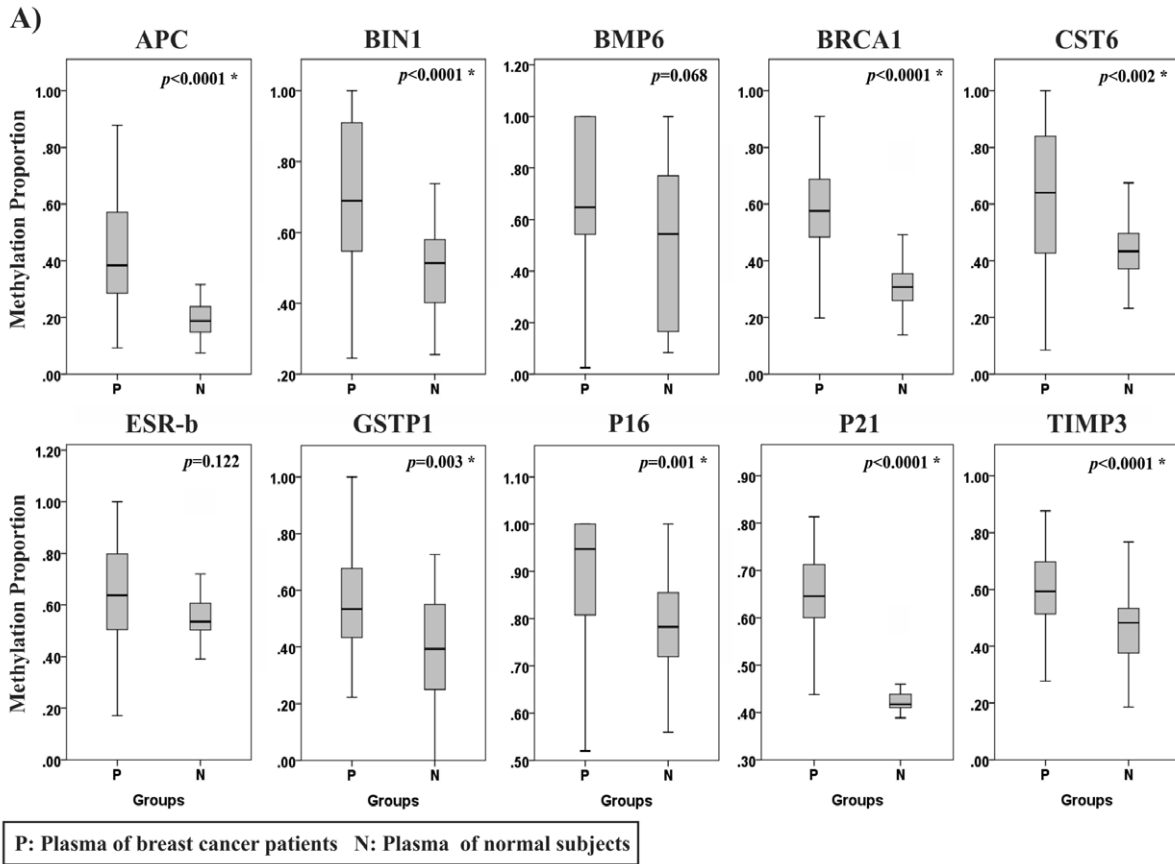 A)
APC BIN1 BMP6 BRCA1 CST6
p<0.0001 * p<0.0001 * p=0.068 p<0.0001 * p<0.002 *
Methylation Proportion
1.00 .80 .60 .40 .20 .00
1.00 .80 .60 .40 .20
1.20 1.00 .80 .60 .40 .20 .00
1.00 .80 .60 .40 .20 .00
1.00 .80 .60 .40 .20 .00
P N P N P N P N P N
ESR-b GSTP1 P16 P21 TIMP3
p=0.122 p=0.003 * p=0.001 * p<0.0001 * p<0.0001 *
Methylation Proportion
1.20 1.00 .80 .60 .40 .20 .00
1.00 .80 .60 .40 .20 .00
1.10 1.00 .90 .80 .70 .60 .50
.90 .80 .70 .60 .50 .40 .30
1.00 .80 .60 .40 .20 .00
P N P N P N P N P N
Groups Groups Groups Groups Groups
P: Plasma of breast cancer patients N: Plasma of normal subjects